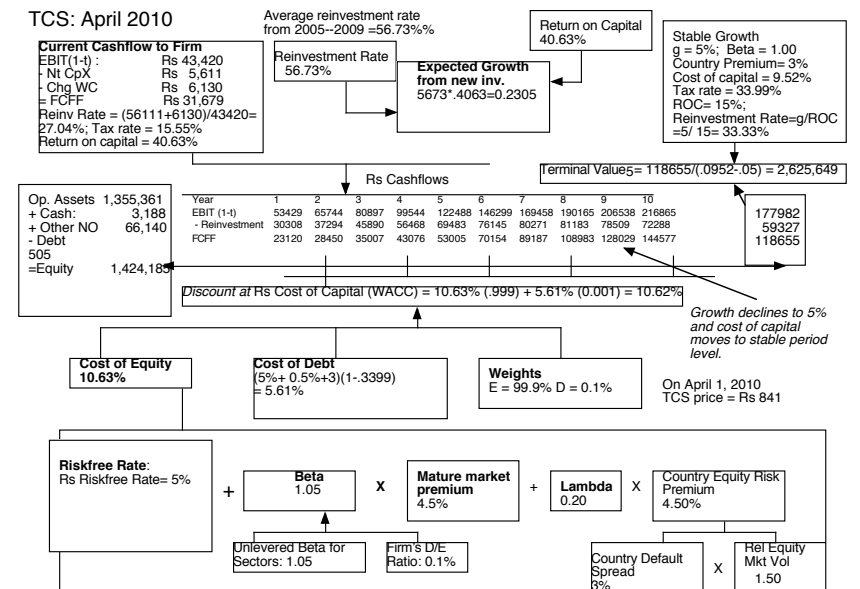 TCS: April 2010
Average reinvestment rate
from 2005--2009 =56.73%%
Return on Capital
40.63%
Stable Growth
g = 5%; Beta = 1.00
Country Premium= 3%
Cost of capital = 9.52%
Tax rate = 33.99%
ROC= 15%;
Reinvestment Rate=g/ROC
=5/ 15= 33.33%
Current Cashflow to Firm
EBIT(1-t) : Rs 43,420
- Nt CpX Rs 5,611
- Chg WC Rs 6,130
= FCFF Rs 31,679
Reinv Rate = (56111+6130)/43420=
27.04%; Tax rate = 15.55%
Return on capital = 40.63%
Reinvestment Rate
56.73%
Expected Growth
from new inv.
5673*.4063=0.2305
Terminal Value5= 118655/(.0952-.05) = 2,625,649
Rs Cashflows
Op. Assets 1,355,361
+ Cash: 3,188
+ Other NO 66,140
- Debt
505
=Equity 1,424,185
Year 1 2 3 4 5 6 7 8 9 10
EBIT (1-t) 53429 65744 80897 99544 122488 146299 169458 190165 206538 216865
- Reinvestment 30308 37294 45890 56468 69483 76145 80271 81183 78509 72288
FCFF 23120 28450 35007 43076 53005 70154 89187 108983 128029 144577
177982
59327
118655
Discount at Rs Cost of Capital (WACC) = 10.63% (.999) + 5.61% (0.001) = 10.62%
Growth declines to 5%
and cost of capital
moves to stable period
level.
Cost of Equity
10.63%
Cost of Debt
(5%+ 0.5%+3)(1-.3399)
= 5.61%
Weights
E = 99.9% D = 0.1%
On April 1, 2010
TCS price = Rs 841
Riskfree Rate:
Rs Riskfree Rate= 5%
+
Beta
1.05
X
Mature market
premium
4.5%
+
Lambda
0.20
X
Country Equity Risk
Premium
4.50%
Unlevered Beta for
Sectors: 1.05
Firm's D/E
Ratio: 0.1%
Country Default
Spread
3%
X
Rel Equity
Mkt Vol
1.50